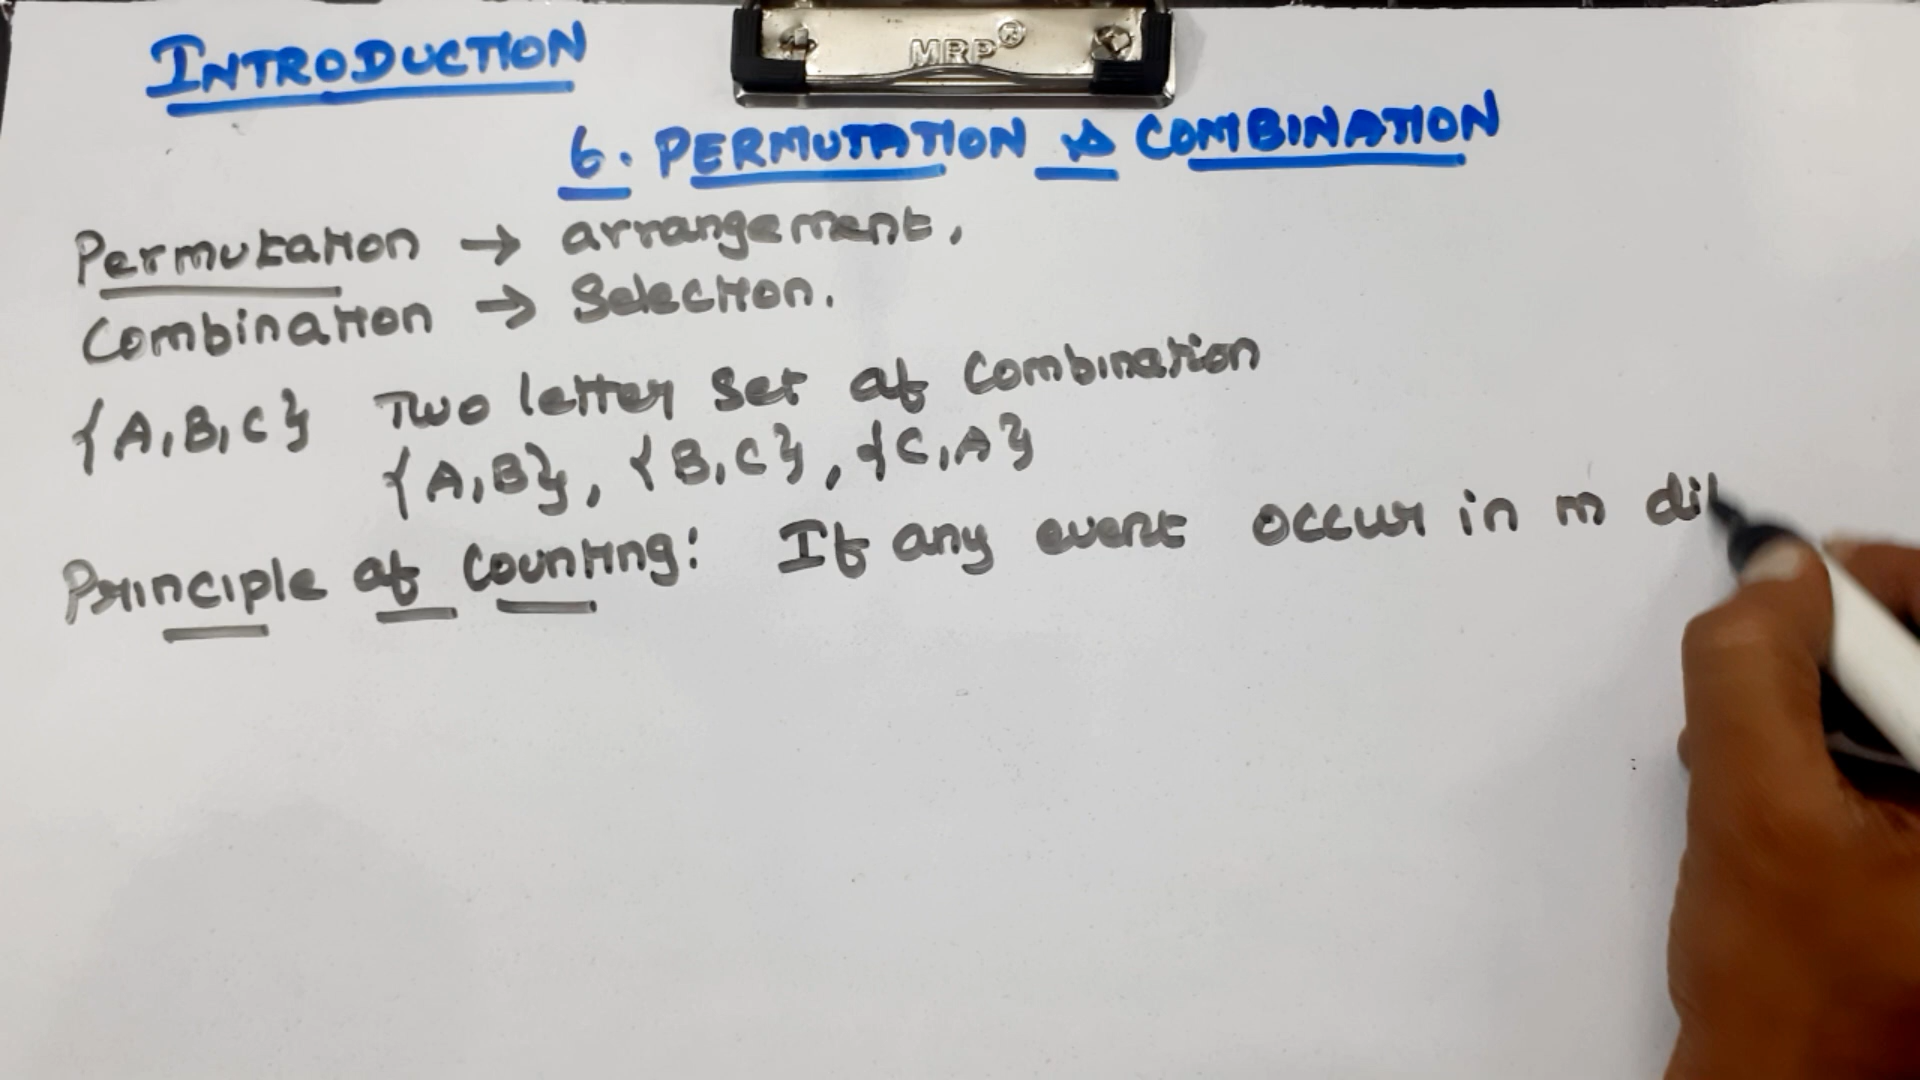 INTRODUCTION
MRP®
6. PERMUTATION & COMBINATION
Permutation → arrangement.
Combination → Selection.
{A,B,C} Two letter set of Combination
{A,B}, {B,C}, {C,A}
Principle of Counting: If any event occur in m